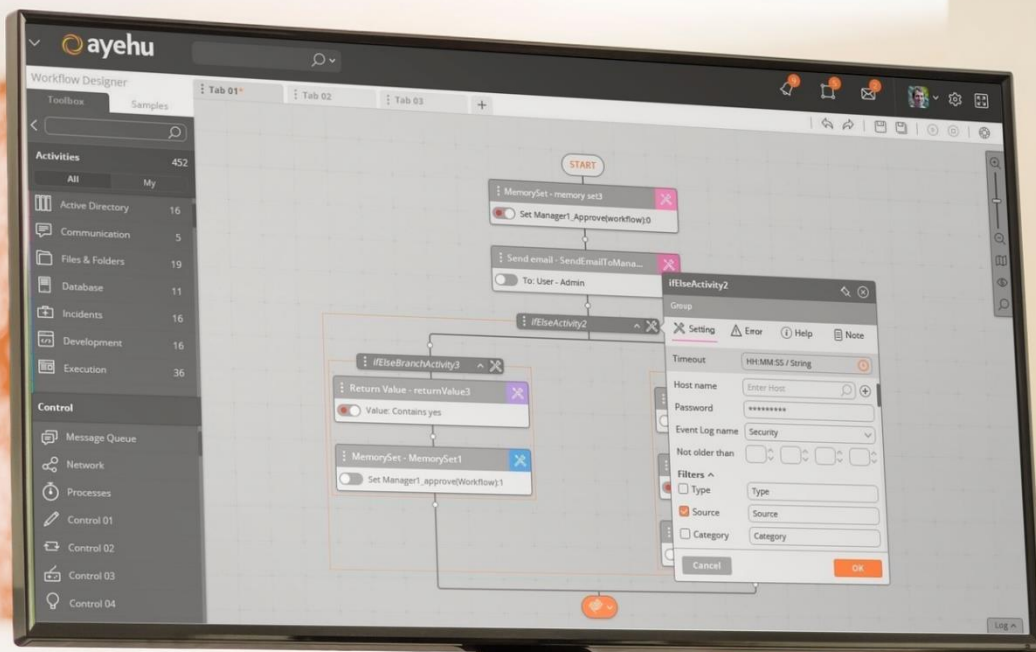 ayehu
9
5
2
Workflow Designer
Toolbox
Samples
Tab 01*
Tab 02
Tab 03
+
Activities 452
All
My
Active Directory 16
Communication 5
Files & Folders 19
Database 11
Incidents 16
Development 16
Execution 36
Control
Message Queue
Network
Processes
Control 01
Control 02
Control 03
Control 04
START
MemorySet - memory set3
Set Manager1_Approve(workflow):0
Send email - SendEmailToMana...
To: User - Admin
ifElseActivity2
ifElseBranchActivity3
Return Value - returnValue3
Value: Contains yes
MemorySet - MemorySet1
Set Manager1_approve(Workflow):1
ifElseActivity2
Group
Setting
Error
Help
Note
Timeout
HH:MM:SS / String
Host name
Enter Host
Password
*********
Event Log name
Security
Not older than
Filters
Type
Type
Source
Source
Category
Category
Cancel
OK
Log